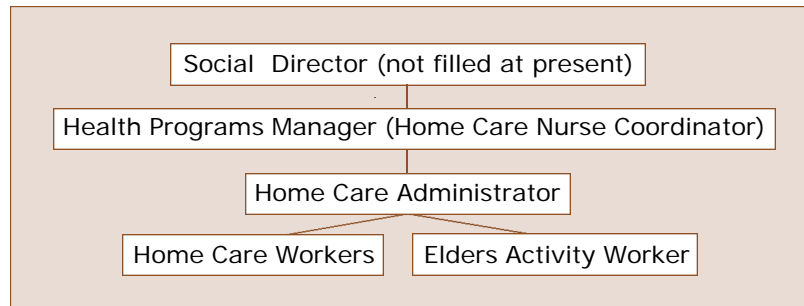 Social Director (not filled at present)
Health Programs Manager (Home Care Nurse Coordinator)
Home Care Administrator
Home Care Workers
Elders Activity Worker